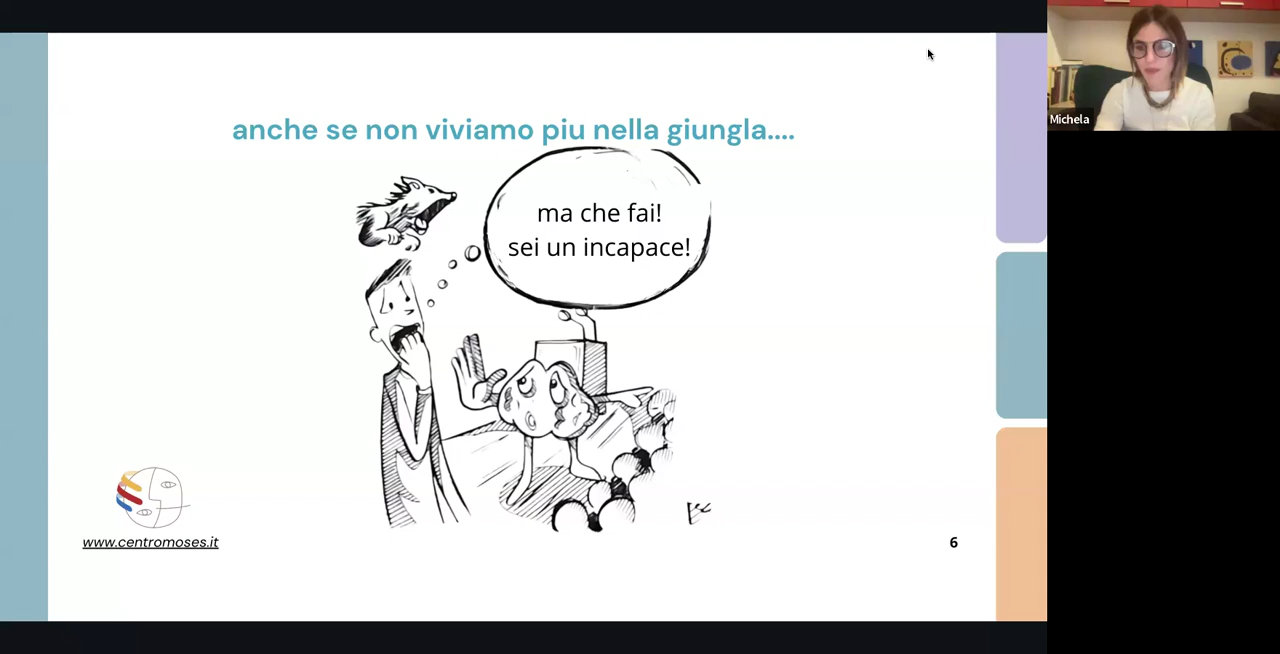 anche se non viviamo piu nella giungla....
ma che fai!
sei un incapace!
www.centromoses.it
6
Michela